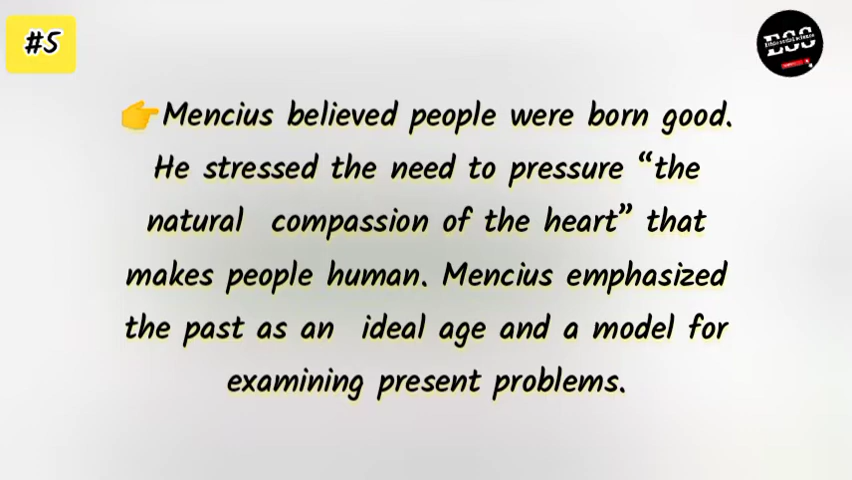 #5
ESS
👉Mencius believed people were born good.
He stressed the need to pressure “the
natural compassion of the heart” that
makes people human. Mencius emphasized
the past as an ideal age and a model for
examining present problems.